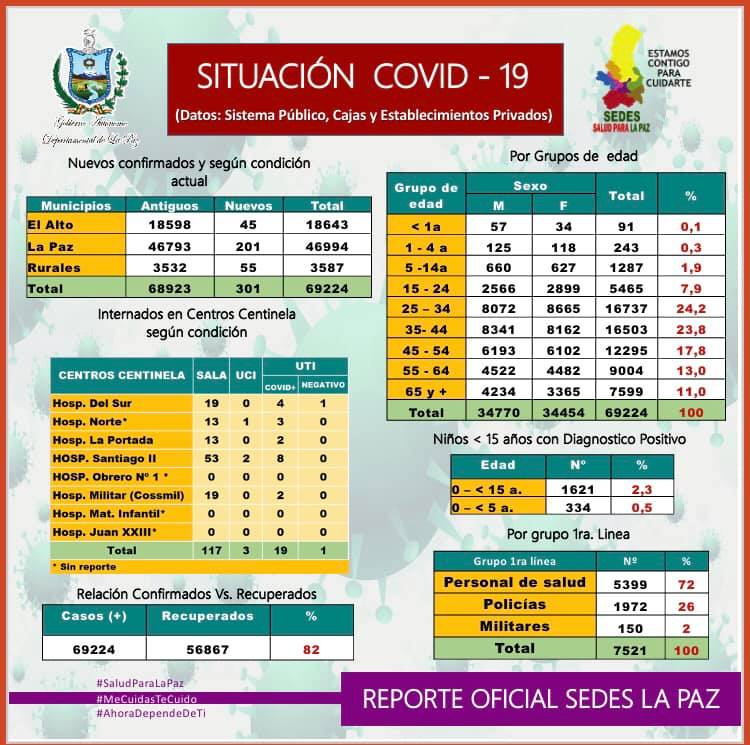 Gobierno Autónomo
Departamental de La Paz
SITUACIÓN COVID - 19
(Datos: Sistema Público, Cajas y Establecimientos Privados)
ESTAMOS
CONTIGO
PARA
CUIDARTE
SEDES
SALUD PARA LA PAZ
Nuevos confirmados y según condición
actual
Municipios Antiguos Nuevos Total
El Alto 18598 45 18643
La Paz 46793 201 46994
Rurales 3532 55 3587
Total 68923 301 69224
Internados en Centros Centinela
según condición
CENTROS CENTINELA SALA UCI UTI
COVID+ NEGATIVO
Hosp. Del Sur 19 0 4 1
Hosp. Norte* 13 1 3 0
Hosp. La Portada 13 0 2 0
HOSP. Santiago II 53 2 8 0
HOSP. Obrero Nº 1 * 0 0 0 0
Hosp. Militar (Cossmil) 19 0 2 0
Hosp. Mat. Infantil* 0 0 0 0
Hosp. Juan XXIII* 0 0 0 0
Total 117 3 19 1
* Sin reporte
Relación Confirmados Vs. Recuperados
Casos (+) Recuperados %
69224 56867 82
Por Grupos de edad
Grupo de edad Sexo Total %
M F
< 1a 57 34 91 0,1
1 - 4 a 125 118 243 0,3
5 -14a 660 627 1287 1,9
15 - 24 2566 2899 5465 7,9
25 – 34 8072 8665 16737 24,2
35- 44 8341 8162 16503 23,8
45 - 54 6193 6102 12295 17,8
55 - 64 4522 4482 9004 13,0
65 y + 4234 3365 7599 11,0
Total 34770 34454 69224 100
Niños < 15 años con Diagnostico Positivo
Edad N° %
0 – < 15 a. 1621 2,3
0 – < 5 a. 334 0,5
Por grupo 1ra. Linea
Grupo 1ra línea Nº %
Personal de salud 5399 72
Policías 1972 26
Militares 150 2
Total 7521 100
#SaludParaLaPaz
#MeCuidasTeCuido
#AhoraDependeDeTi
REPORTE OFICIAL SEDES LA PAZ